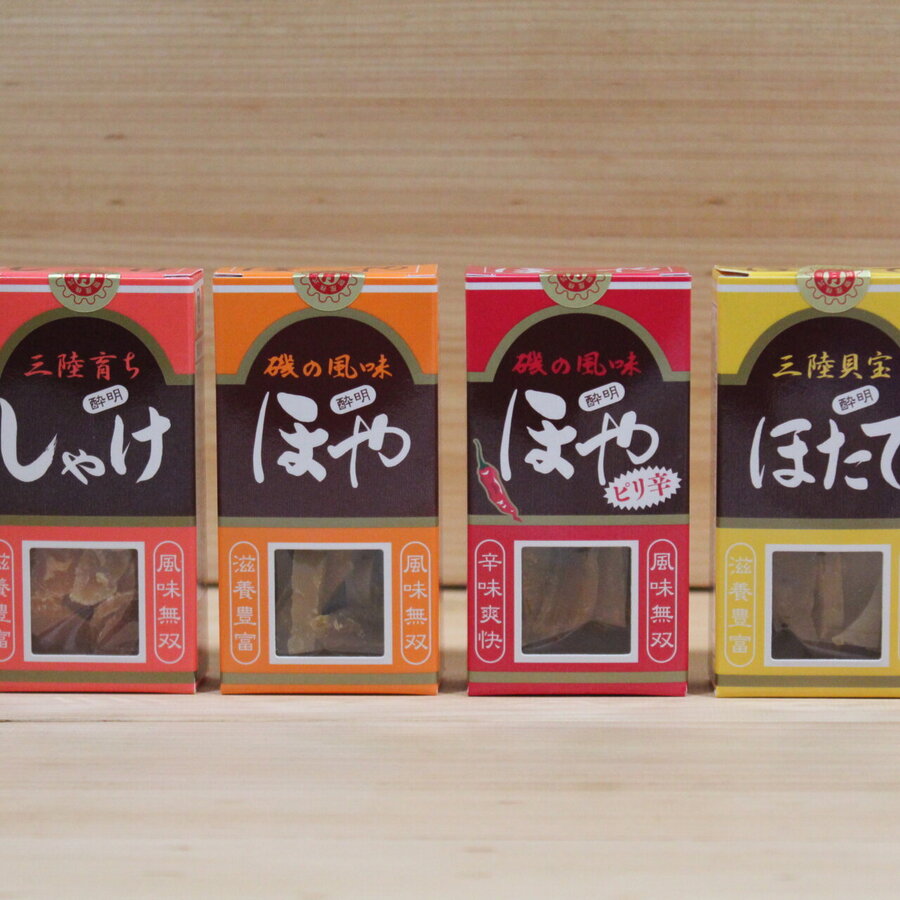 三陸育ち
酔明
しゃけ
滋養豊富
風味無双
磯の風味
酔明
ほや
滋養豊富
風味無双
磯の風味
酔明
ほや
ピリ辛
辛味爽快
風味無双
三陸貝宝
酔明
ほたて
滋養豊富